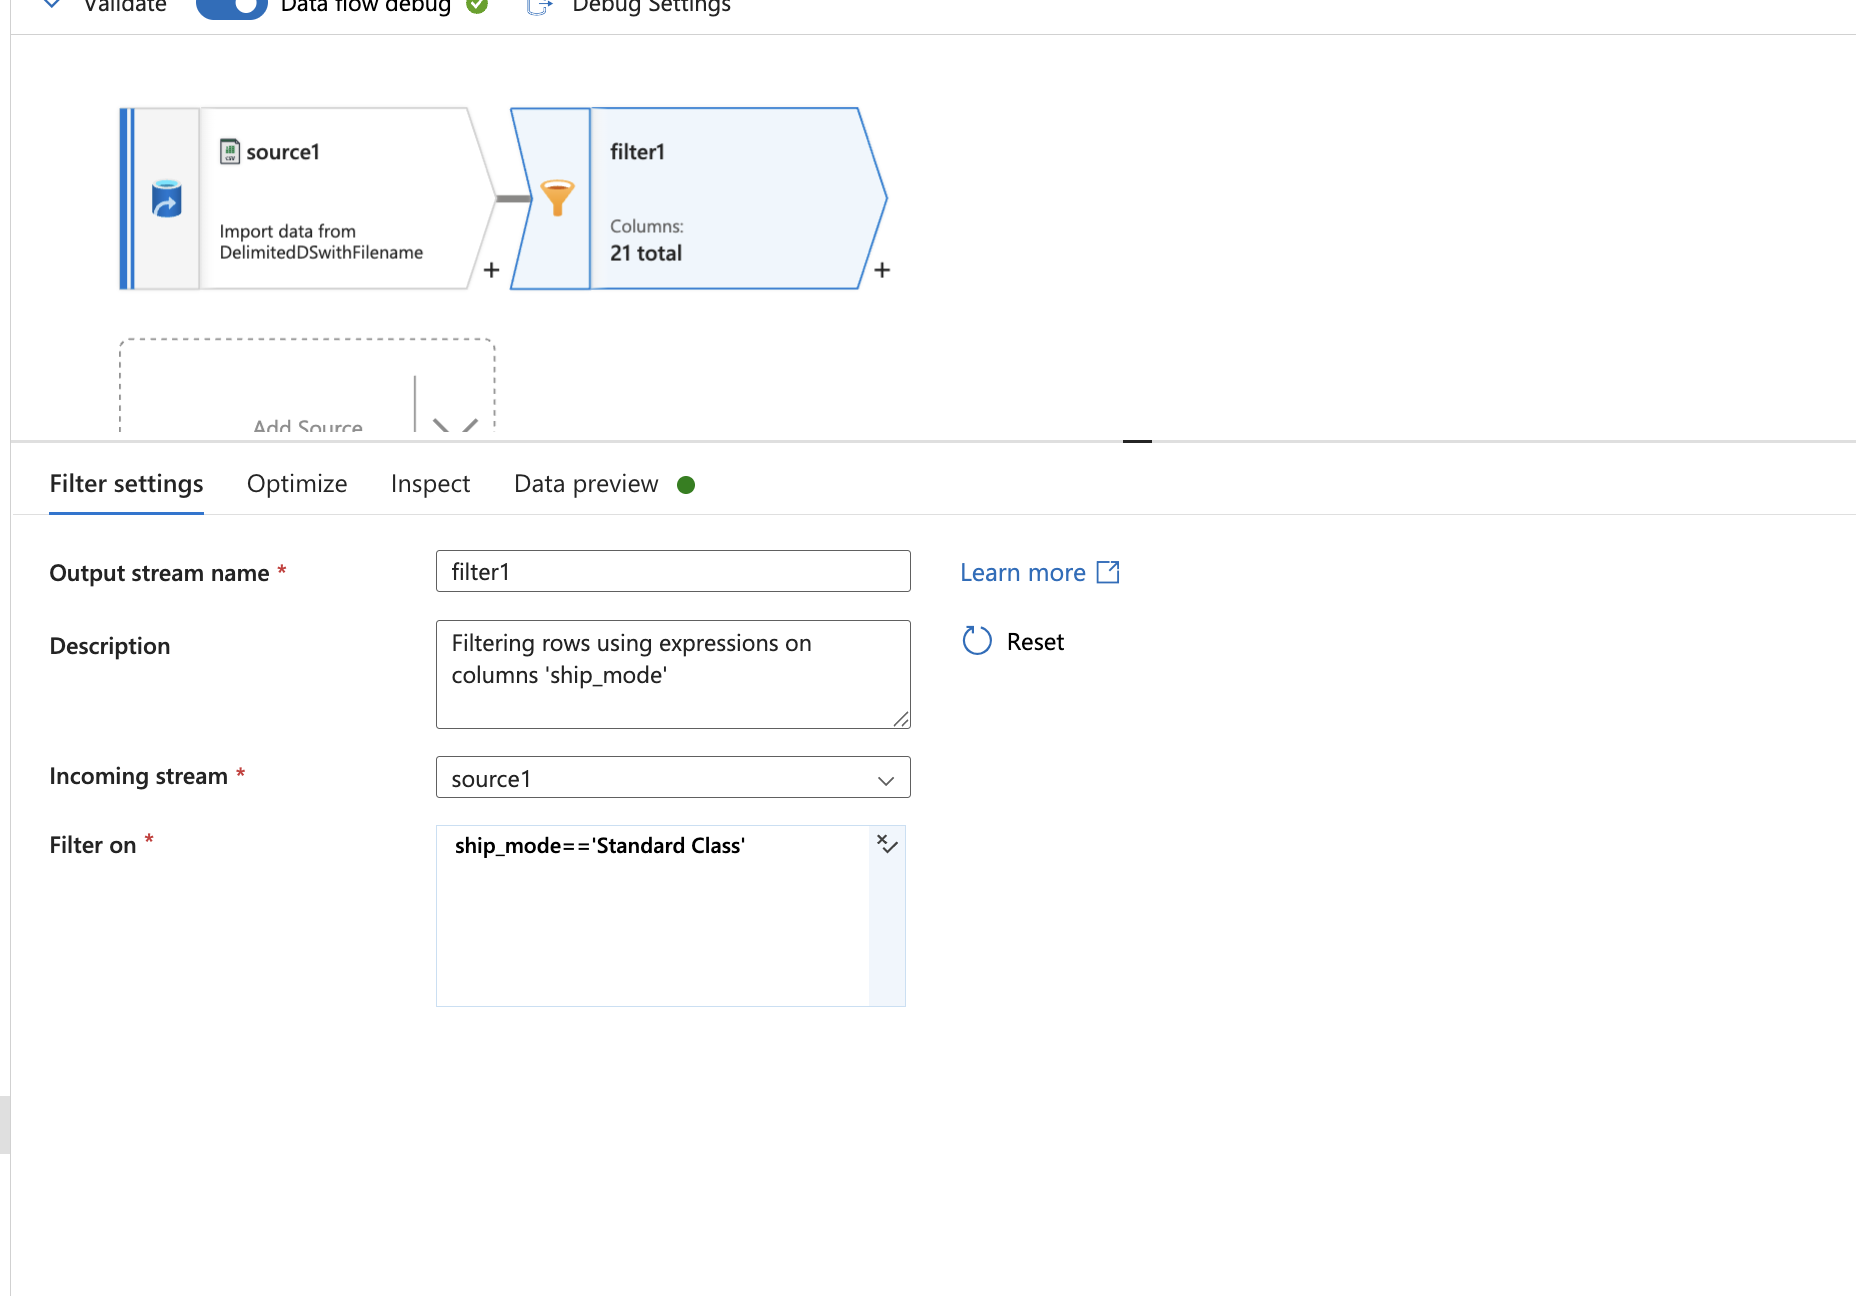 Validate
Data flow debug
Debug Settings
source1
Import data from
DelimitedDSwithFilename
+
filter1
Columns:
21 total
+
Add Source
Filter settings
Optimize
Inspect
Data preview
Output stream name *
filter1
Learn more
Description
Filtering rows using expressions on
columns 'ship_mode'
Reset
Incoming stream *
source1
Filter on *
ship_mode=='Standard Class'